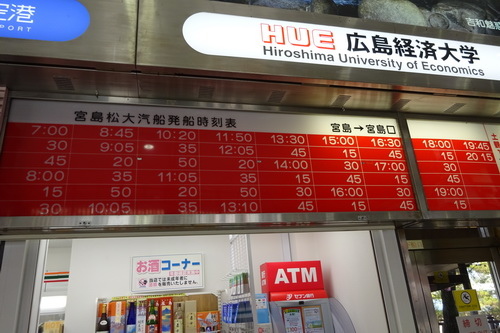 空港
PORT
HUE 広島経済大学
Hiroshima University of Economics
宮島松大汽船発船時刻表 宮島→宮島口
7:00 8:45 10:20 11:50 13:30 15:00 16:30 18:00 19:45
30 9:05 35 12:05 45 15 45 15 20:15
45 20 50 20 14:00 30 17:00 30
8:00 35 11:05 35 15 45 15 45
15 50 20 50 30 16:00 30 19:00
30 10:05 35 13:10 45 15 45 15
お酒コーナー
ATM